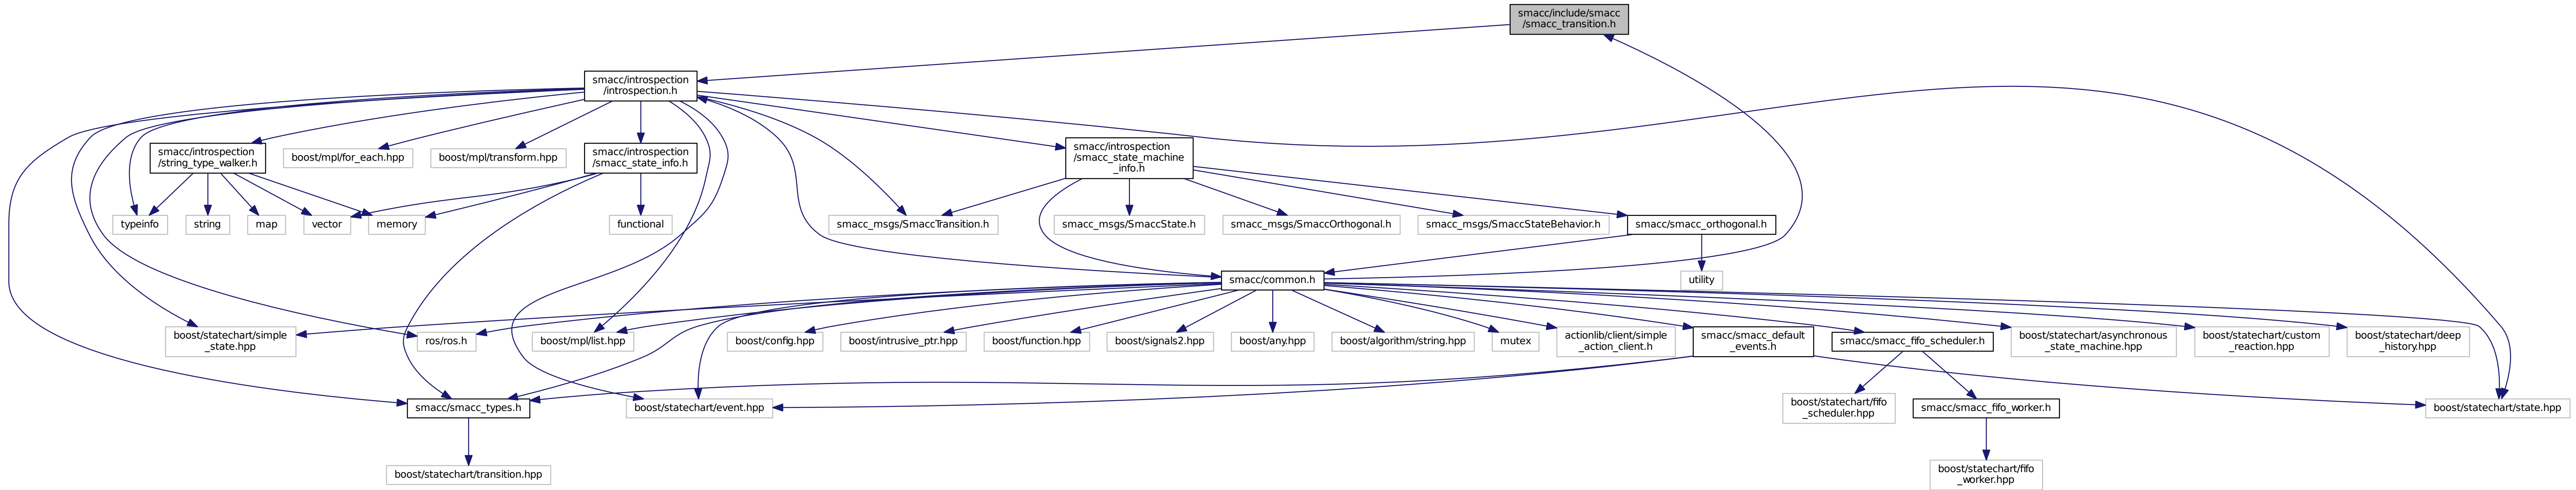 smacc/include/smacc
/smacc_transition.h
smacc/introspection
/introspection.h
smacc/introspection
/string_type_walker.h
boost/mpl/for_each.hpp
boost/mpl/transform.hpp
smacc/introspection
/smacc_state_info.h
smacc/introspection
/smacc_state_machine
_info.h
typeinfo
string
map
vector
memory
functional
smacc_msgs/SmaccTransition.h
smacc_msgs/SmaccState.h
smacc_msgs/SmaccOrthogonal.h
smacc_msgs/SmaccStateBehavior.h
smacc/smacc_orthogonal.h
smacc/common.h
utility
boost/statechart/simple
_state.hpp
ros/ros.h
boost/mpl/list.hpp
boost/config.hpp
boost/intrusive_ptr.hpp
boost/function.hpp
boost/signals2.hpp
boost/any.hpp
boost/algorithm/string.hpp
mutex
actionlib/client/simple
_action_client.h
smacc/smacc_default
_events.h
smacc/smacc_fifo_scheduler.h
boost/statechart/asynchronous
_state_machine.hpp
boost/statechart/custom
_reaction.hpp
boost/statechart/deep
_history.hpp
smacc/smacc_types.h
boost/statechart/event.hpp
boost/statechart/fifo
_scheduler.hpp
smacc/smacc_fifo_worker.h
boost/statechart/state.hpp
boost/statechart/transition.hpp
boost/statechart/fifo
_worker.hpp